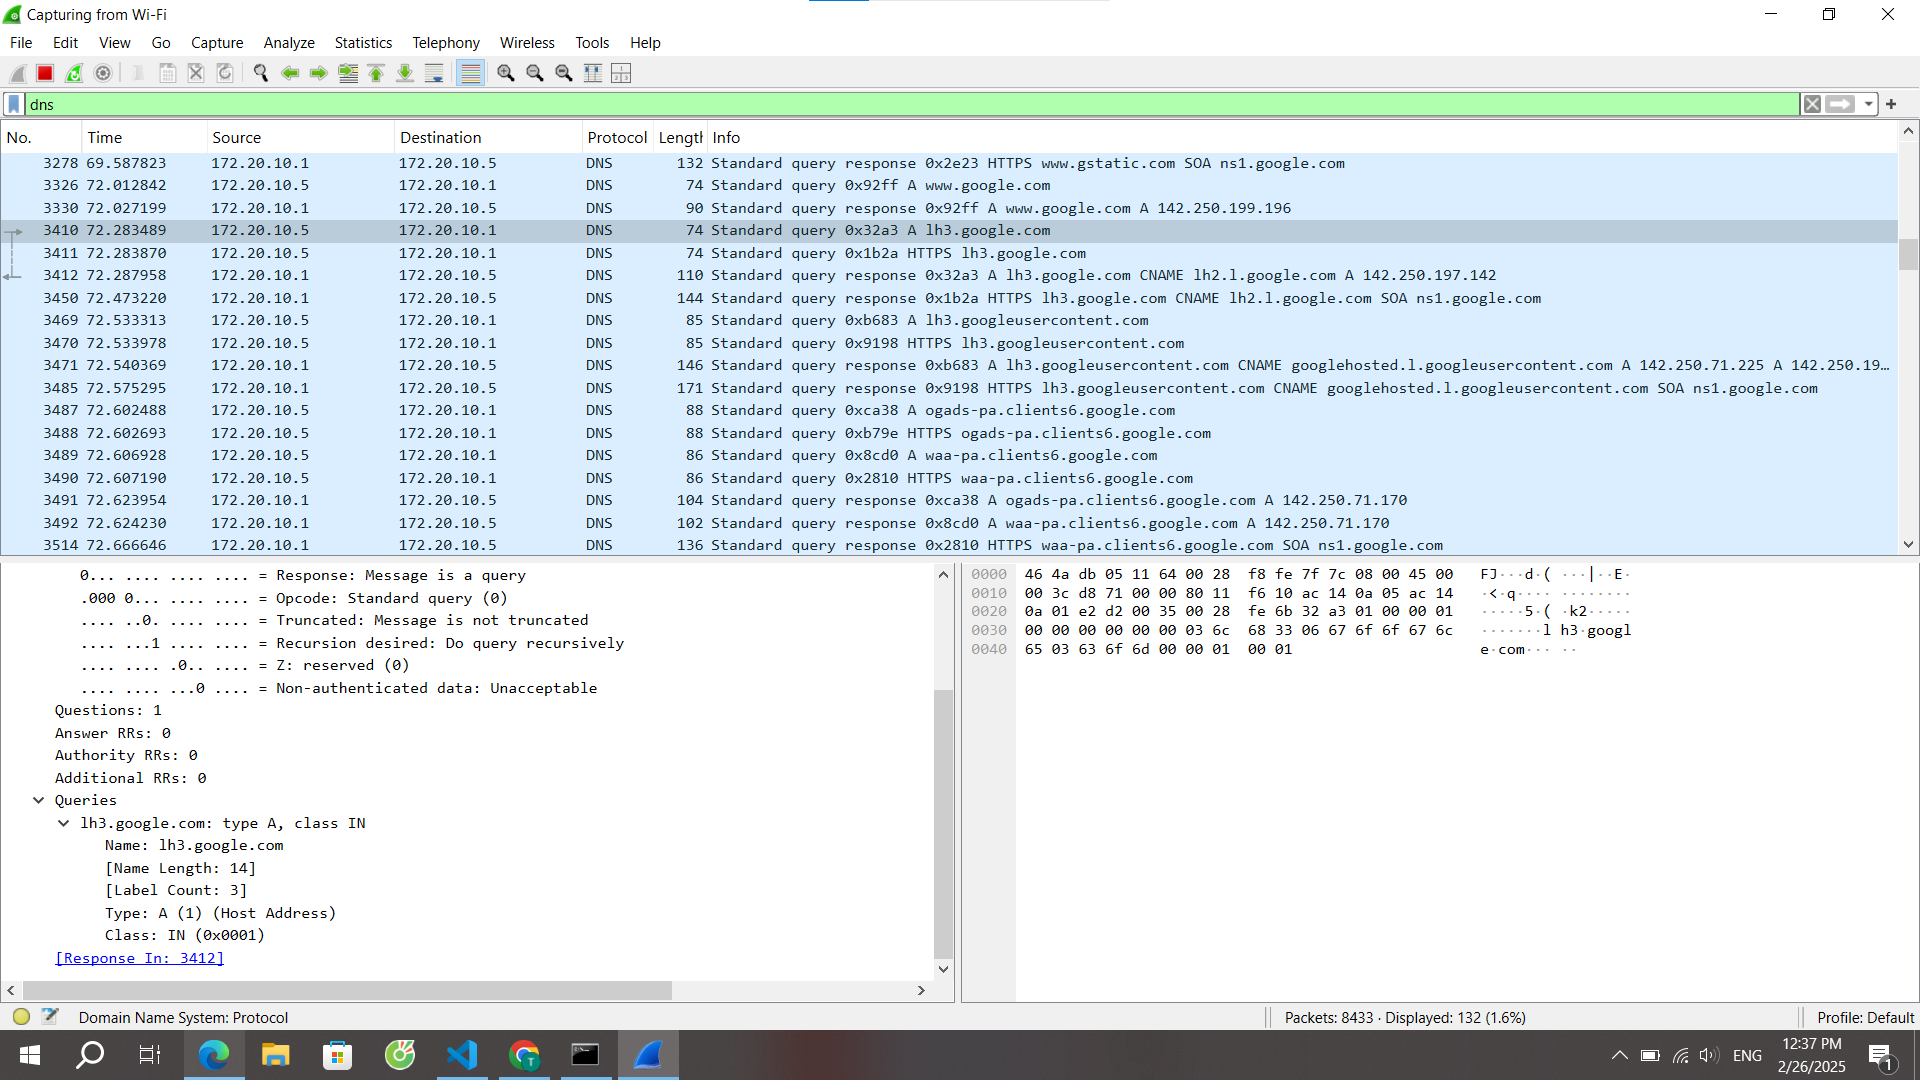 Capturing from Wi-Fi
File Edit View Go Capture Analyze Statistics Telephony Wireless Tools Help
dns
No. Time Source Destination Protocol Length Info
3278 69.587823 172.20.10.1 172.20.10.5 DNS 132 Standard query response 0x2e23 HTTPS www.gstatic.com SOA ns1.google.com
3326 72.012842 172.20.10.5 172.20.10.1 DNS 74 Standard query 0x92ff A www.google.com
3330 72.027199 172.20.10.1 172.20.10.5 DNS 90 Standard query response 0x92ff A www.google.com A 142.250.199.196
3410 72.283489 172.20.10.5 172.20.10.1 DNS 74 Standard query 0x32a3 A lh3.google.com
3411 72.283870 172.20.10.5 172.20.10.1 DNS 74 Standard query 0x1b2a HTTPS lh3.google.com
3412 72.287958 172.20.10.1 172.20.10.5 DNS 110 Standard query response 0x32a3 A lh3.google.com CNAME lh2.l.google.com A 142.250.197.142
3450 72.473220 172.20.10.1 172.20.10.5 DNS 144 Standard query response 0x1b2a HTTPS lh3.google.com CNAME lh2.l.google.com SOA ns1.google.com
3469 72.533313 172.20.10.5 172.20.10.1 DNS 85 Standard query 0xb683 A lh3.googleusercontent.com
3470 72.533978 172.20.10.5 172.20.10.1 DNS 85 Standard query 0x9198 HTTPS lh3.googleusercontent.com
3471 72.540369 172.20.10.1 172.20.10.5 DNS 146 Standard query response 0xb683 A lh3.googleusercontent.com CNAME googlehosted.l.googleusercontent.com A 142.250.71.225 A 142.250.19…
3485 72.575295 172.20.10.1 172.20.10.5 DNS 171 Standard query response 0x9198 HTTPS lh3.googleusercontent.com CNAME googlehosted.l.googleusercontent.com SOA ns1.google.com
3487 72.602488 172.20.10.5 172.20.10.1 DNS 88 Standard query 0xca38 A ogads-pa.clients6.google.com
3488 72.602693 172.20.10.5 172.20.10.1 DNS 88 Standard query 0xb79e HTTPS ogads-pa.clients6.google.com
3489 72.606928 172.20.10.5 172.20.10.1 DNS 86 Standard query 0x8cd0 A waa-pa.clients6.google.com
3490 72.607190 172.20.10.5 172.20.10.1 DNS 86 Standard query 0x2810 HTTPS waa-pa.clients6.google.com
3491 72.623954 172.20.10.1 172.20.10.5 DNS 104 Standard query response 0xca38 A ogads-pa.clients6.google.com A 142.250.71.170
3492 72.624230 172.20.10.1 172.20.10.5 DNS 102 Standard query response 0x8cd0 A waa-pa.clients6.google.com A 142.250.71.170
3514 72.666646 172.20.10.1 172.20.10.5 DNS 136 Standard query response 0x2810 HTTPS waa-pa.clients6.google.com SOA ns1.google.com
0... .... .... .... = Response: Message is a query
.000 0... .... .... = Opcode: Standard query (0)
.... ..0. .... .... = Truncated: Message is not truncated
.... ...1 .... .... = Recursion desired: Do query recursively
.... .... .0.. .... = Z: reserved (0)
.... .... ...0 .... = Non-authenticated data: Unacceptable
Questions: 1
Answer RRs: 0
Authority RRs: 0
Additional RRs: 0
Queries
lh3.google.com: type A, class IN
Name: lh3.google.com
[Name Length: 14]
[Label Count: 3]
Type: A (1) (Host Address)
Class: IN (0x0001)
[Response In: 3412]
0000 46 4a db 05 11 64 00 28 f8 fe 7f 7c 08 00 45 00 FJ···d·( ···|··E·
0010 00 3c d8 71 00 00 80 11 f6 10 ac 14 0a 05 ac 14 ·<·q···· ········
0020 0a 01 e2 d2 00 35 00 28 fe 6b 32 a3 01 00 00 01 ·····5·( ·k2·····
0030 00 00 00 00 00 00 03 6c 68 33 06 67 6f 6f 67 6c ·······l h3·googl
0040 65 03 63 6f 6d 00 00 01 00 01 e·com··· ··
Domain Name System: Protocol
Packets: 8433 · Displayed: 132 (1.6%)
Profile: Default
ENG
12:37 PM
2/26/2025
1